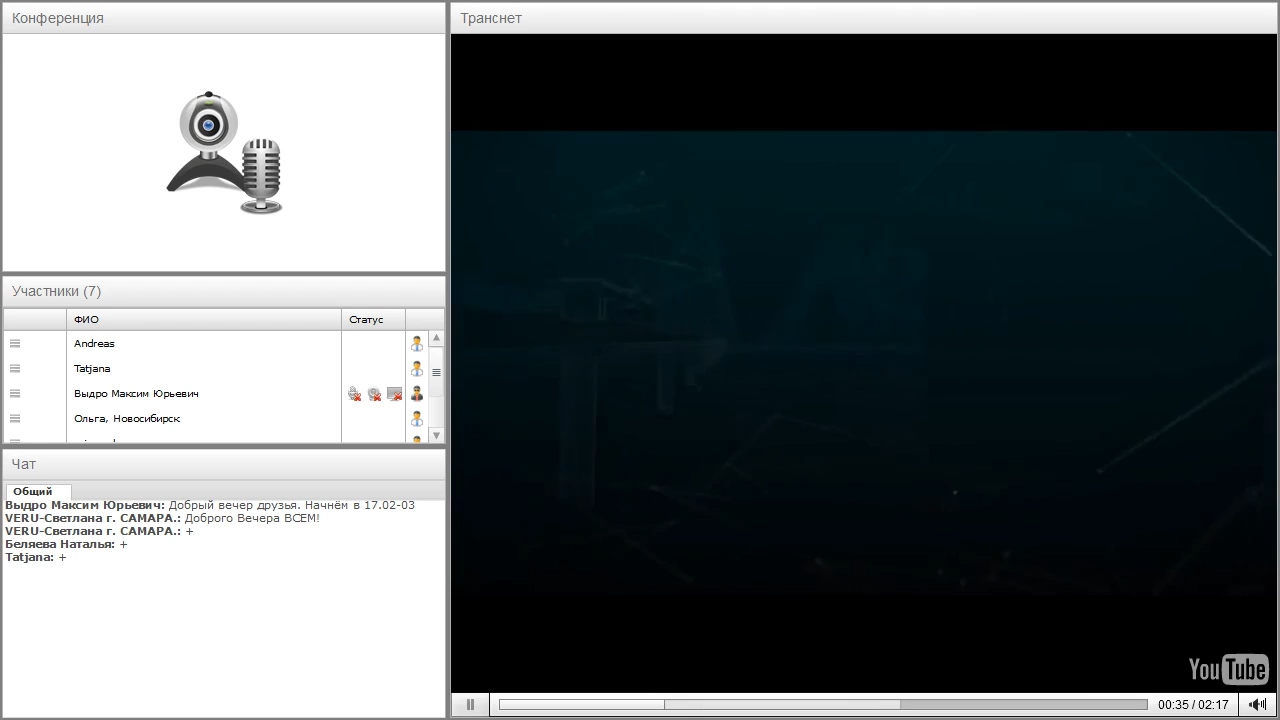 Конференция
Транснет
Участники (7)
ФИО
Статус
Andreas
Tatjana
Выдро Максим Юрьевич
Ольга, Новосибирск
Чат
Общий
Выдро Максим Юрьевич: Добрый вечер друзья. Начнём в 17.02-03
VERU-Светлана г. САМАРА.: Доброго Вечера ВСЕМ!
VERU-Светлана г. САМАРА.: +
Беляева Наталья: +
Tatjana: +
YouTube
00:35 / 02:17